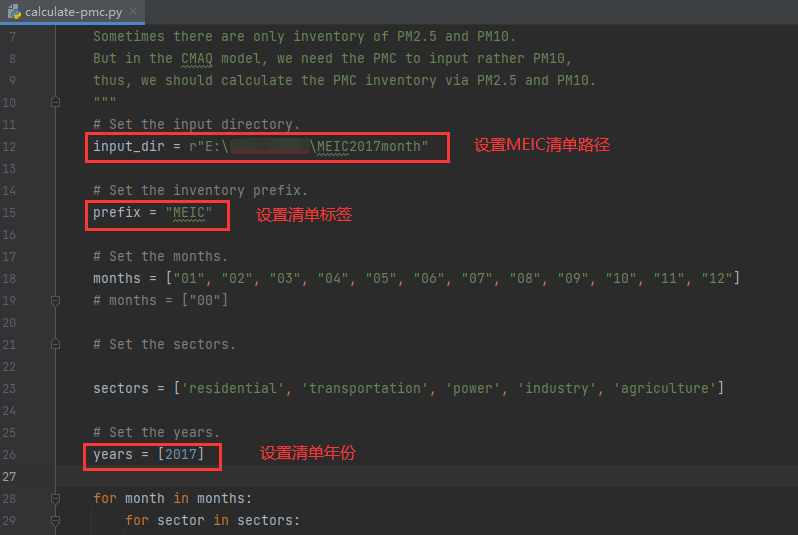 calculate-pmc.py ×
7 Sometimes there are only inventory of PM2.5 and PM10.
8 But in the CMAQ model, we need the PMC to input rather PM10,
9 thus, we should calculate the PMC inventory via PM2.5 and PM10.
10 """
11 # Set the input directory.
12 input_dir = r"E:\ \MEIC2017month" 设置MEIC清单路径
13
14 # Set the inventory prefix.
15 prefix = "MEIC" 设置清单标签
16
17 # Set the months.
18 months = ["01", "02", "03", "04", "05", "06", "07", "08", "09", "10", "11", "12"]
19 # months = ["00"]
20
21 # Set the sectors.
22
23 sectors = ['residential', 'transportation', 'power', 'industry', 'agriculture']
24
25 # Set the years.
26 years = [2017] 设置清单年份
27
28 for month in months:
29 for sector in sectors: